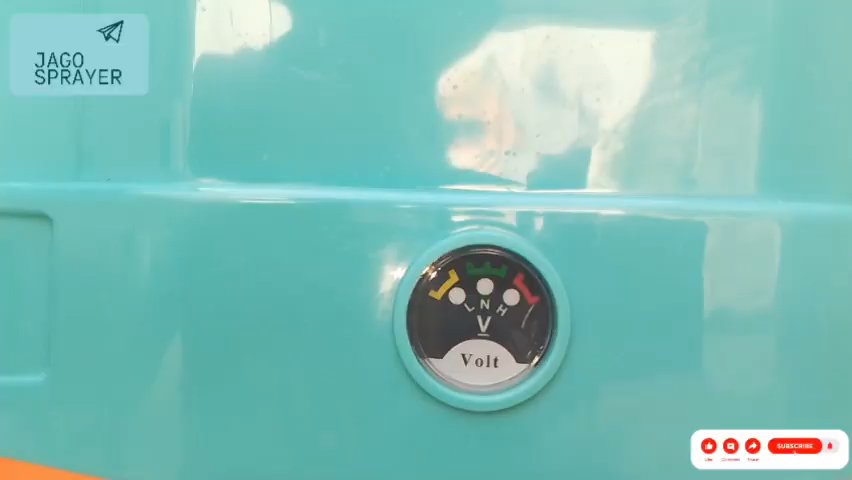 JAGO
SPRAYER
L N H
V
Volt
SUBSCRIBE